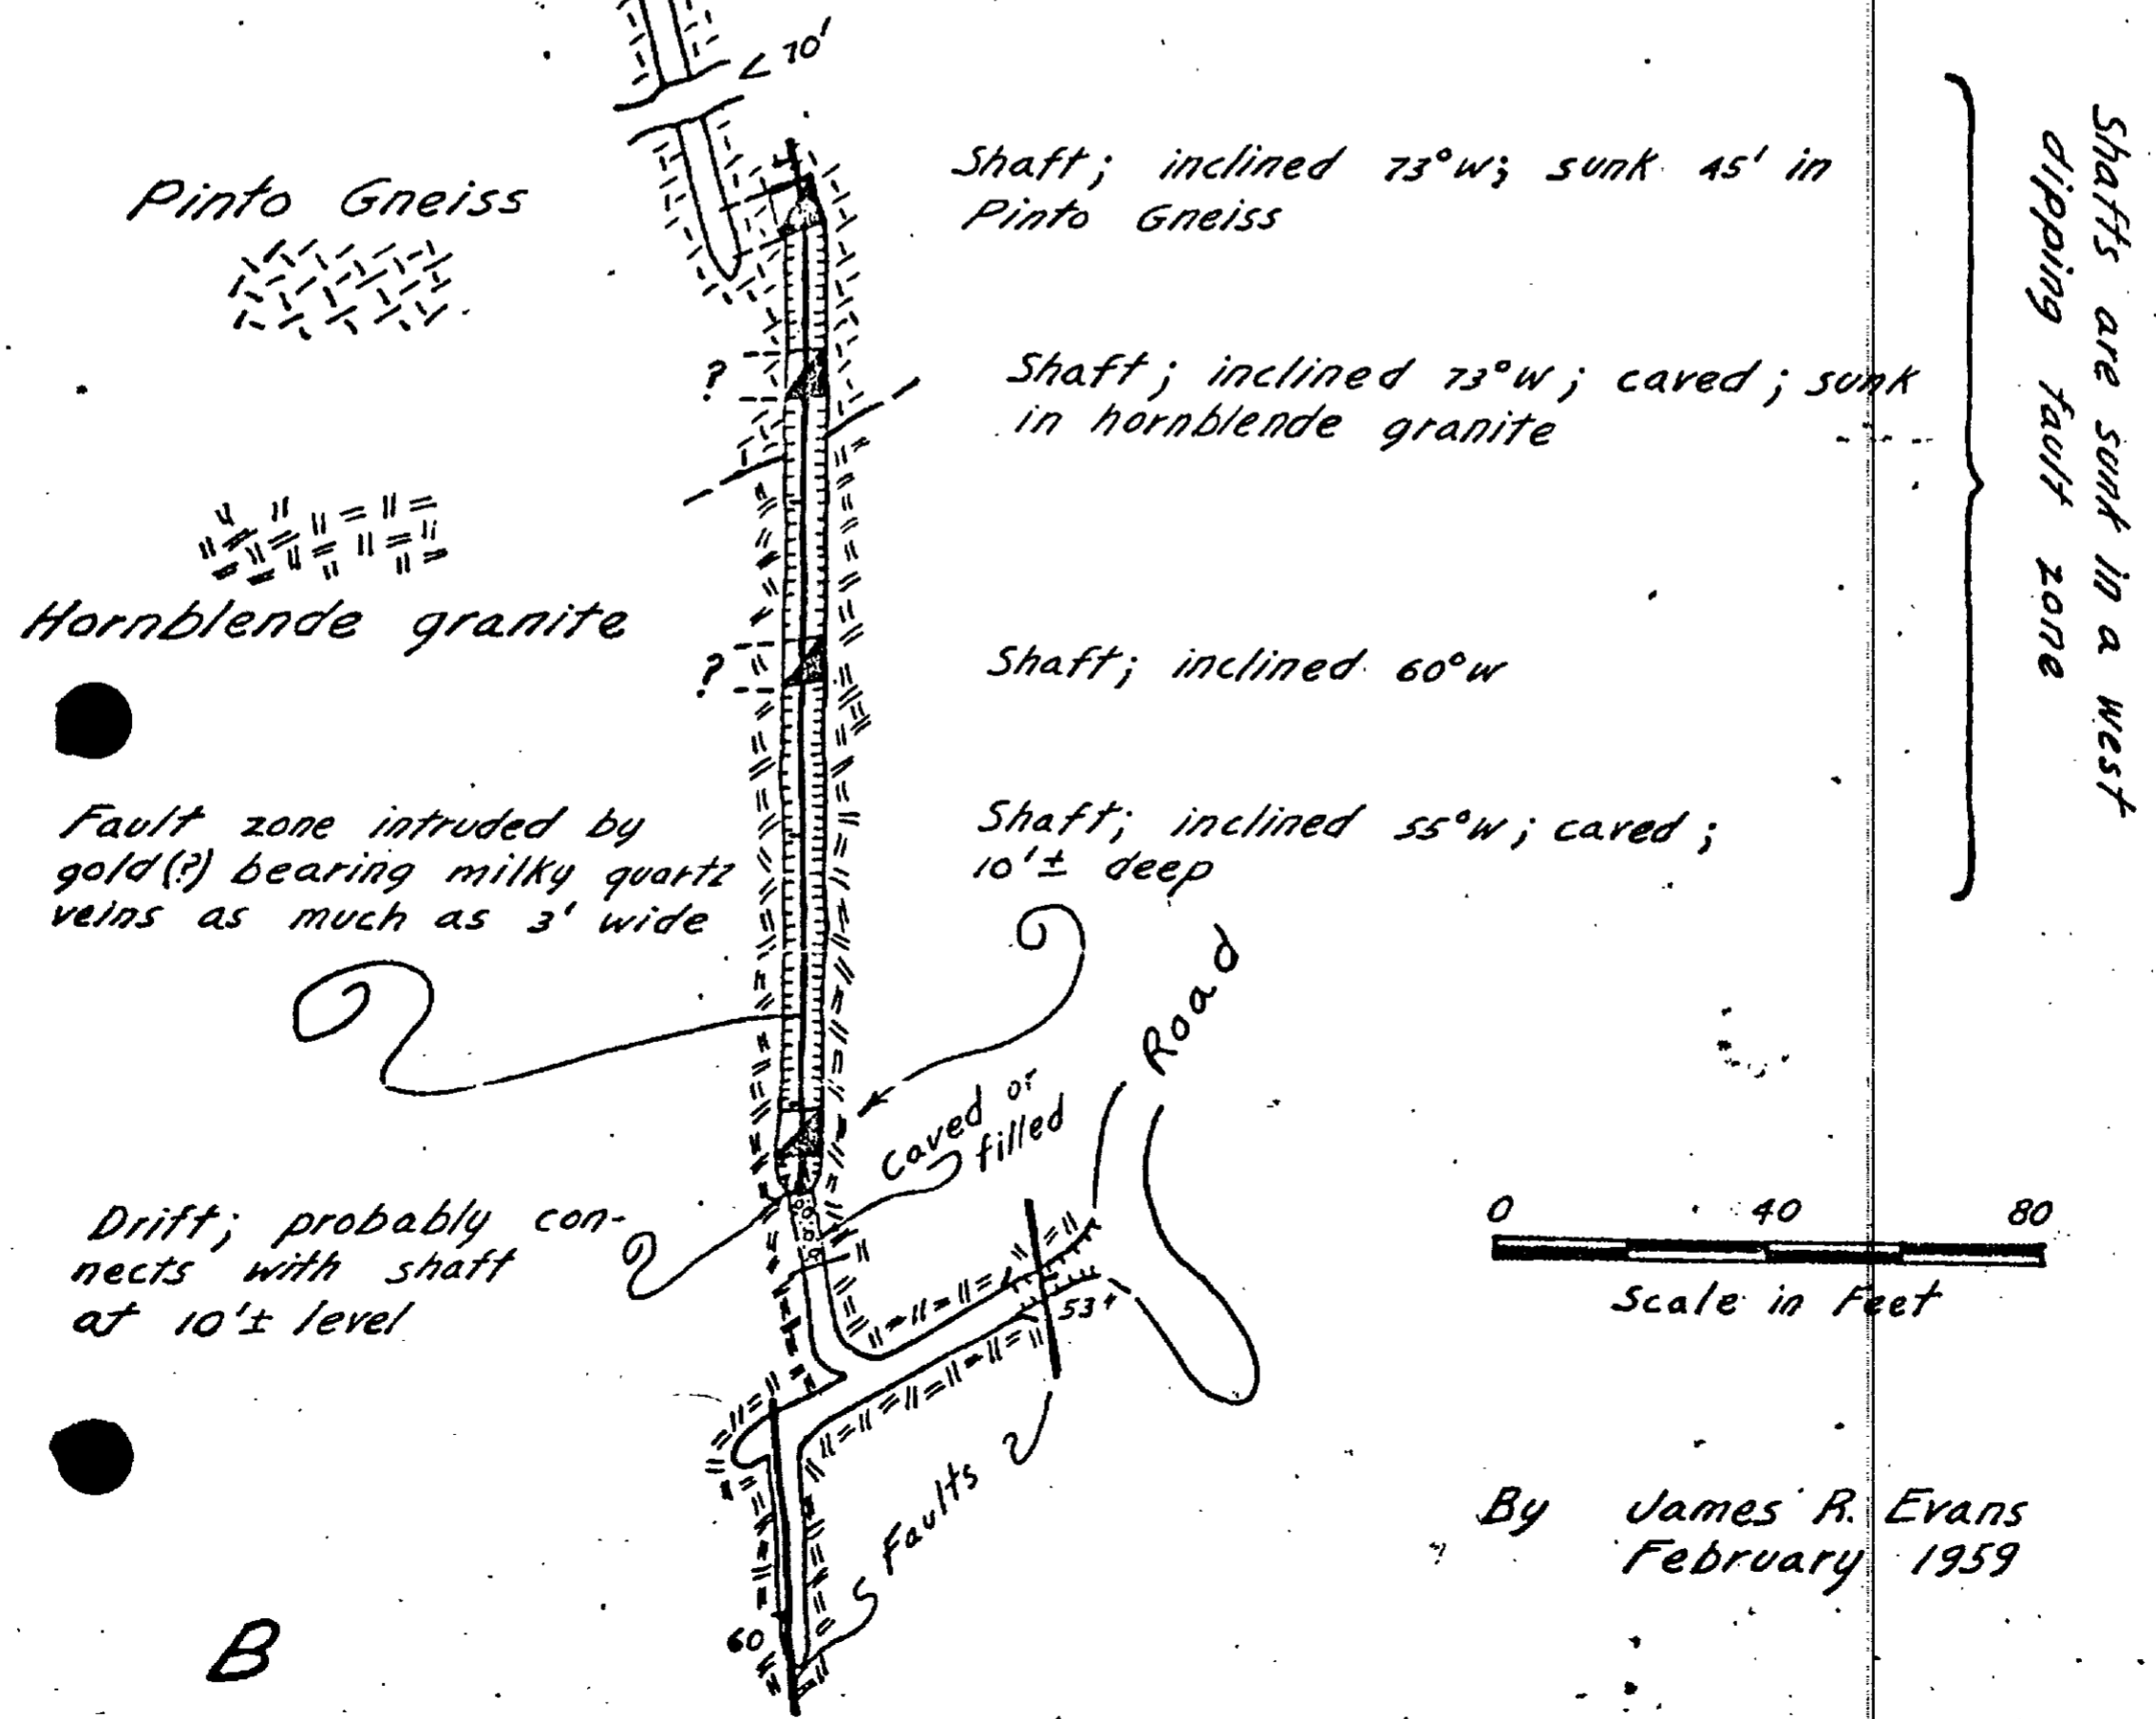 < 70'
Pinto Gneiss
Shaft; inclined 73°W; sunk 45' in
Pinto Gneiss
?
Shaft; inclined 73°W; caved; sunk
in hornblende granite
Hornblende granite
?
Shaft; inclined 60°W
Shafts are sunk in a west
dipping fault zone
Fault zone intruded by
gold(?) bearing milky quartz
veins as much as 3' wide
Shaft; inclined 55°W; caved;
10'± deep
Road
Caved or
filled
Drift; probably con-
nects with shaft
at 10'± level
0 40 80
Scale in Feet
53
Faults
60
By James R. Evans
February 1959
B